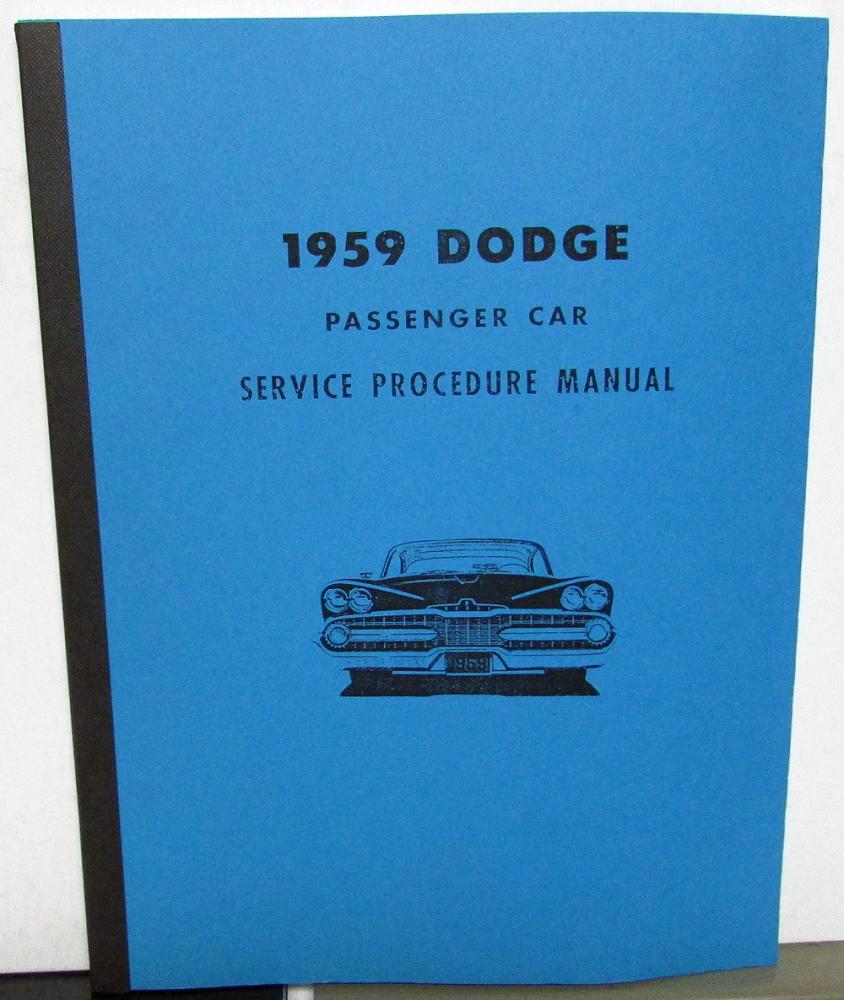 1959 DODGE
PASSENGER CAR
SERVICE PROCEDURE MANUAL
1959